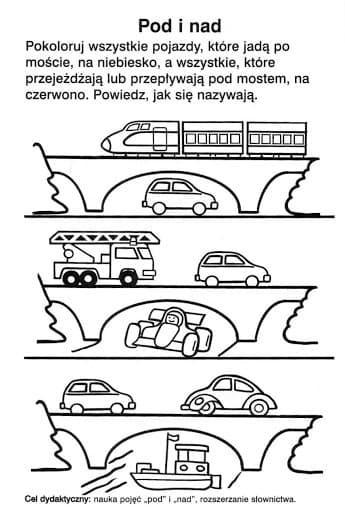 Pod i nad
Pokoloruj wszystkie pojazdy, które jadą po
moście, na niebiesko, a wszystkie, które
przejeżdżają lub przepływają pod mostem, na
czerwono. Powiedz, jak się nazywają.
Cel dydaktyczny: nauka pojęć „pod” i „nad”, rozszerzanie słownictwa.